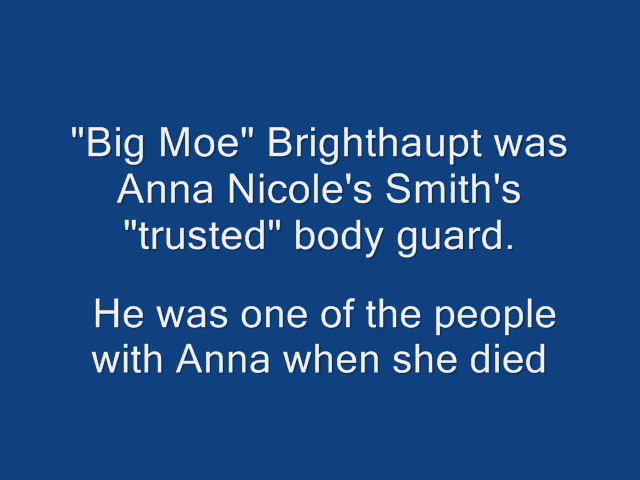 "Big Moe" Brighthaupt was
Anna Nicole's Smith's
"trusted" body guard.
He was one of the people
with Anna when she died